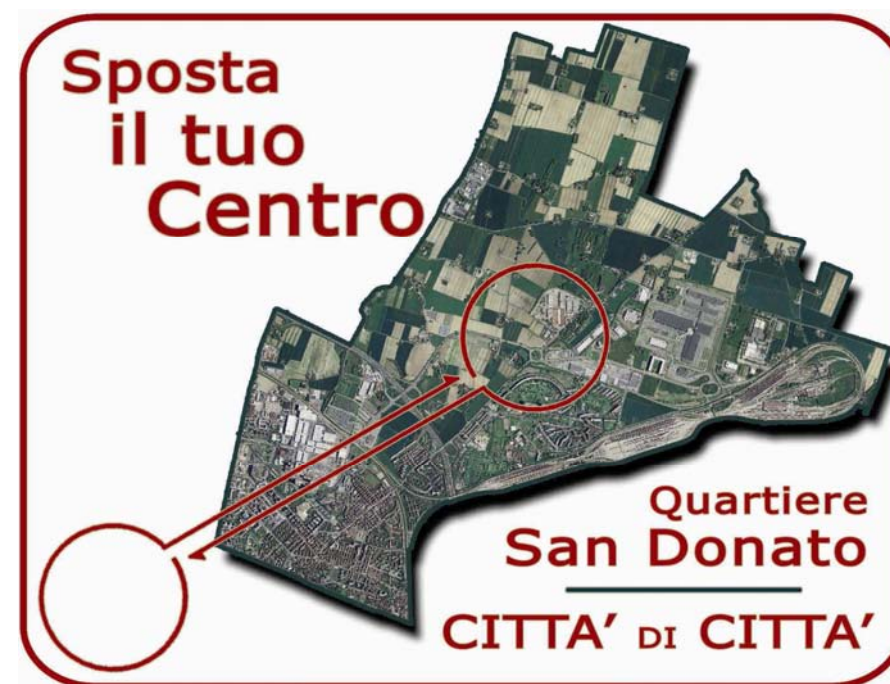 Sposta
il tuo
Centro
Quartiere
San Donato
CITTA' DI CITTA'